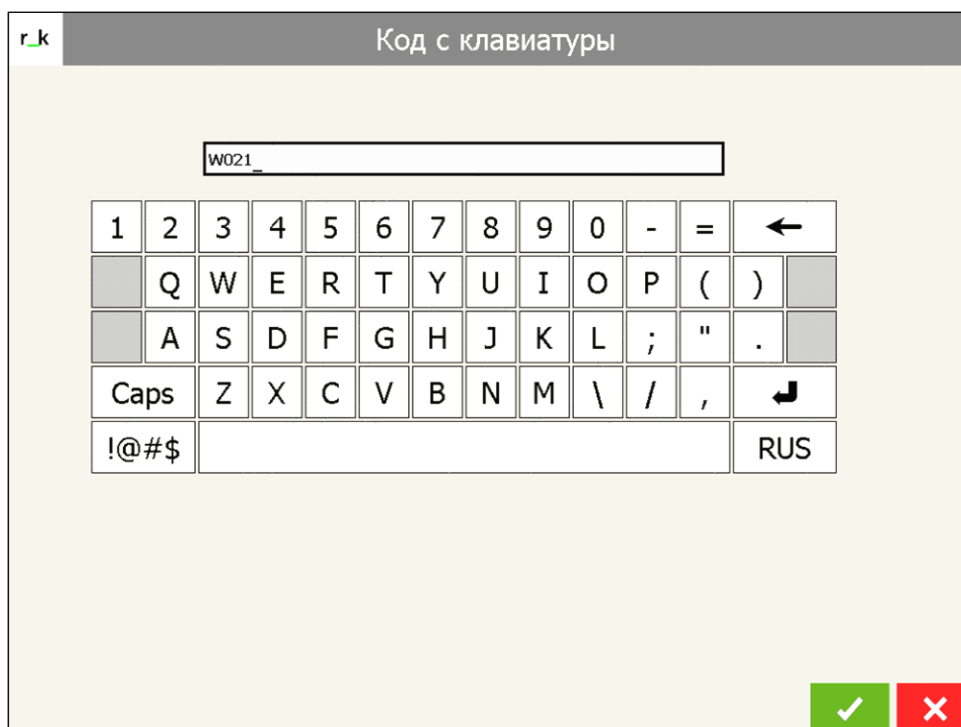 r_k
Код с клавиатуры
W021_
1 2 3 4 5 6 7 8 9 0 - =
Q W E R T Y U I O P ( )
A S D F G H J K L ; " .
Caps Z X C V B N M \ / ,
!@#$ RUS